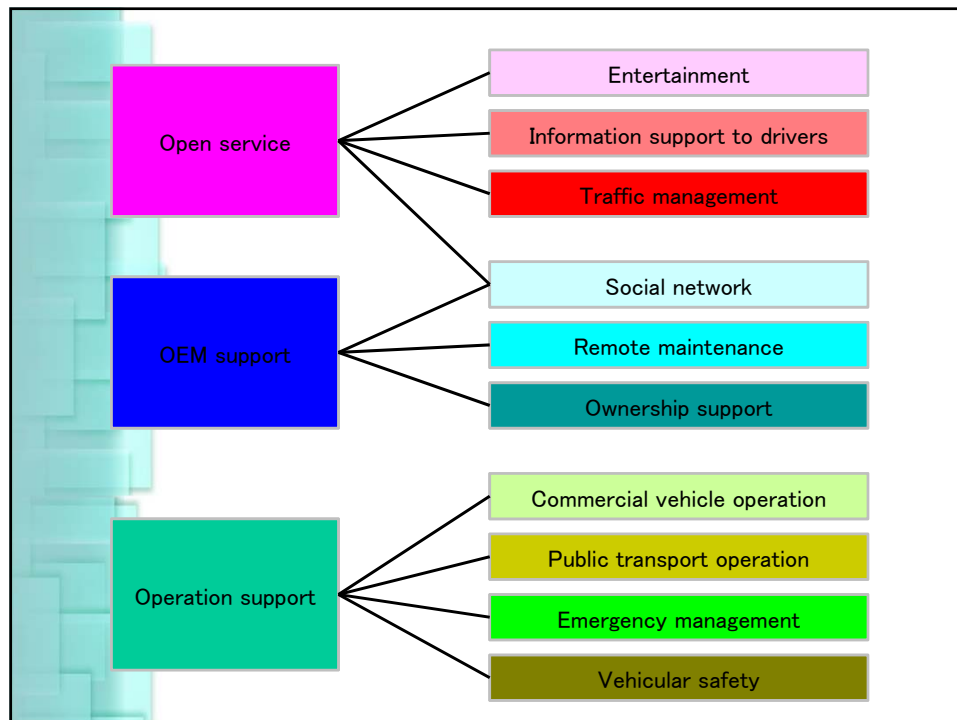 Open service
Entertainment
Information support to drivers
Traffic management
OEM support
Social network
Remote maintenance
Ownership support
Operation support
Commercial vehicle operation
Public transport operation
Emergency management
Vehicular safety